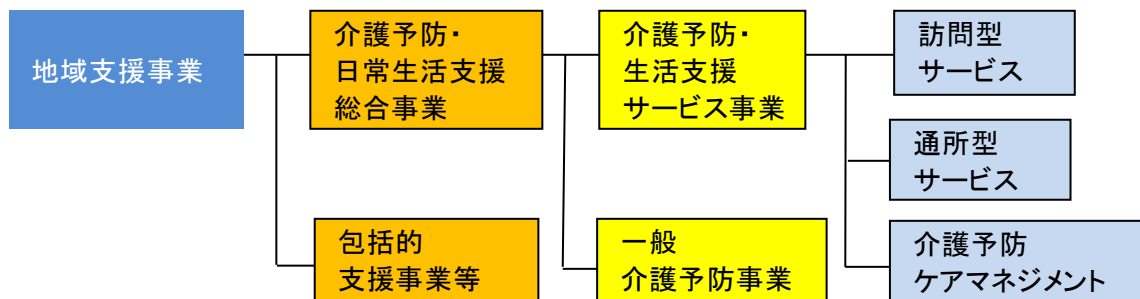 地域支援事業
介護予防・
日常生活支援
総合事業
介護予防・
生活支援
サービス事業
訪問型
サービス
通所型
サービス
包括的
支援事業等
一般
介護予防事業
介護予防
ケアマネジメント